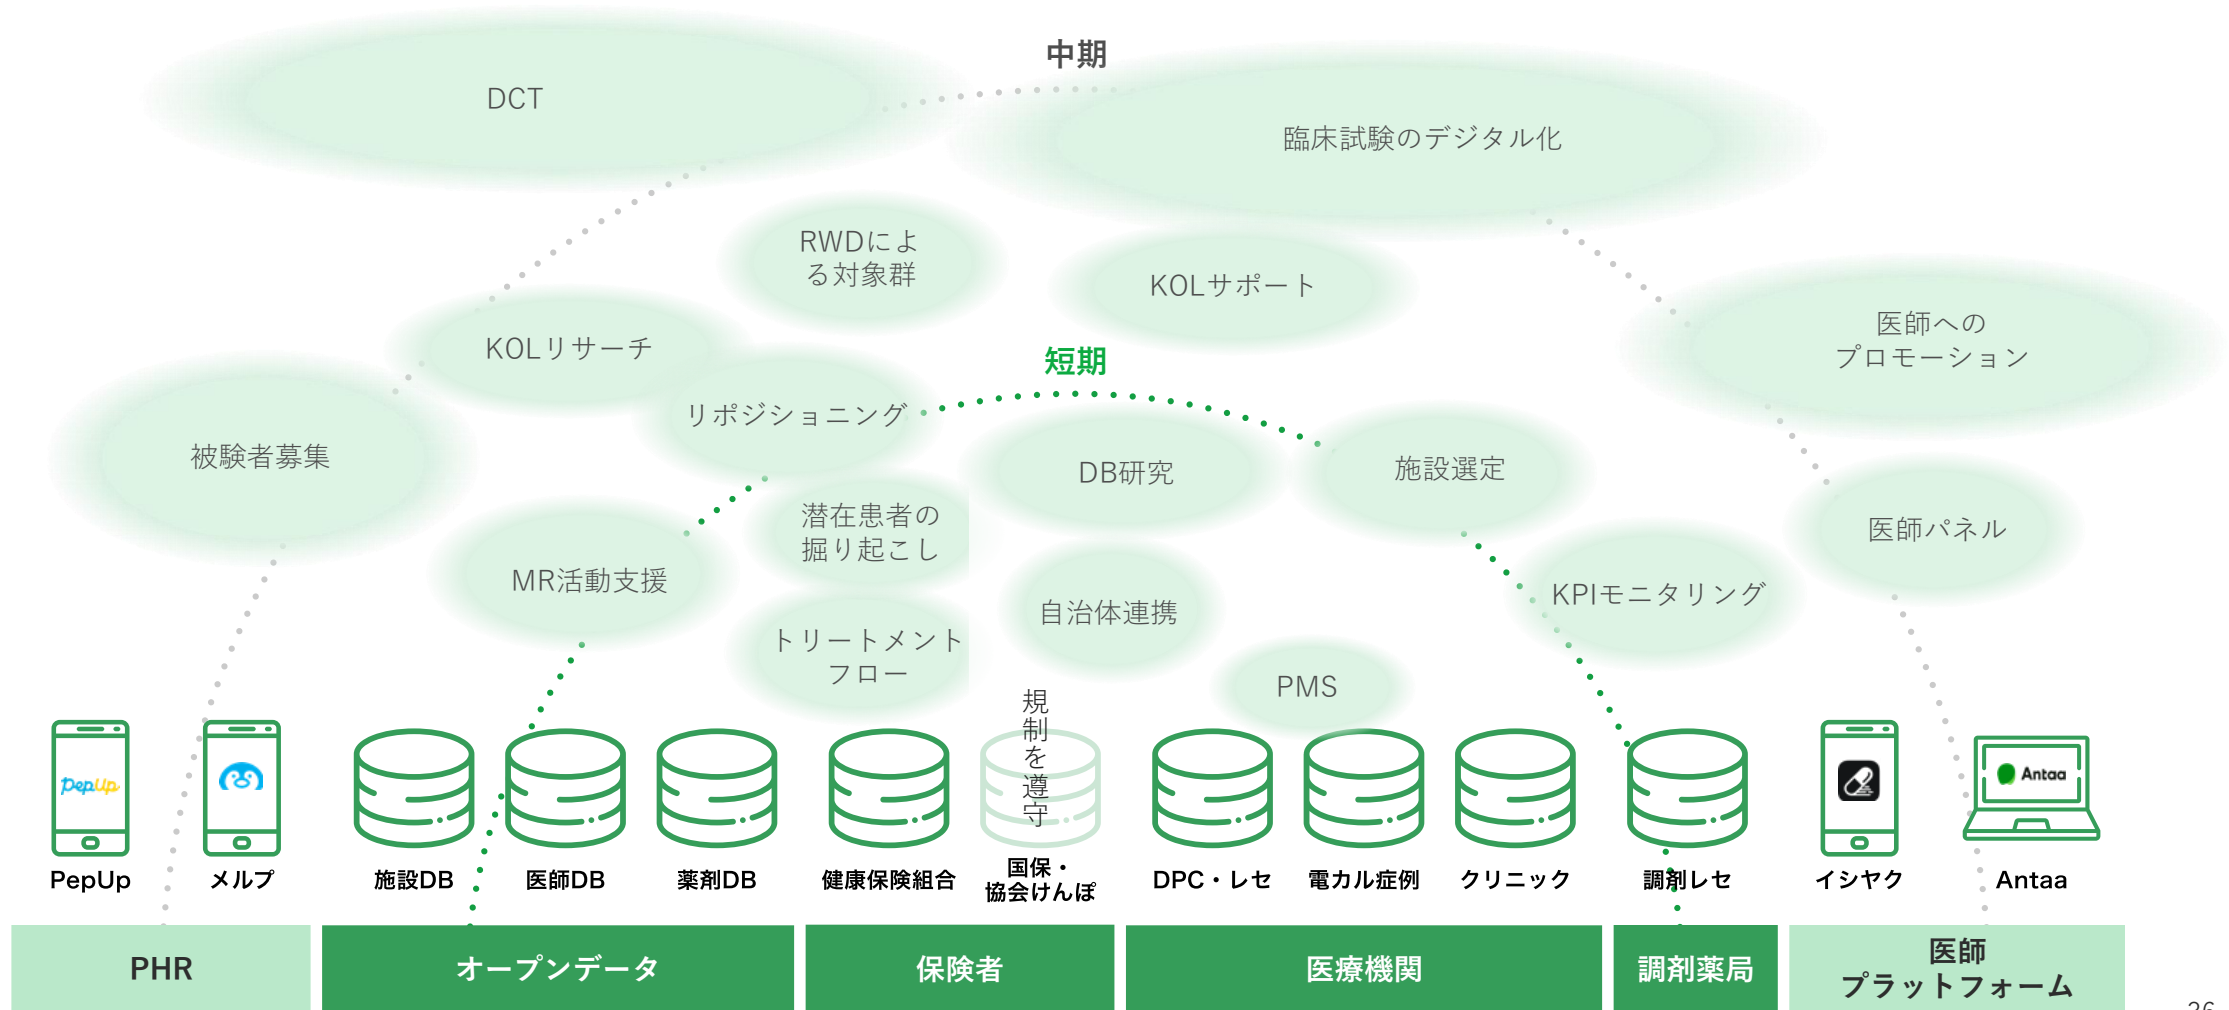 中期
DCT
臨床試験のデジタル化
RWDによ
る対象群
KOLサポート
KOLリサーチ
医師への
プロモーション
短期
リポジショニング
被験者募集
DB研究
施設選定
潜在患者の
掘り起こし
医師パネル
MR活動支援
KPIモニタリング
自治体連携
トリートメント
フロー
PMS
規制を遵守
PepUp
Antaa
PepUp
メルプ
施設DB
医師DB
薬剤DB
健康保険組合
国保・
協会けんぽ
DPC・レセ
電カル症例
クリニック
調剤レセ
イシヤク
Antaa
PHR
オープンデータ
保険者
医療機関
調剤薬局
医師
プラットフォーム